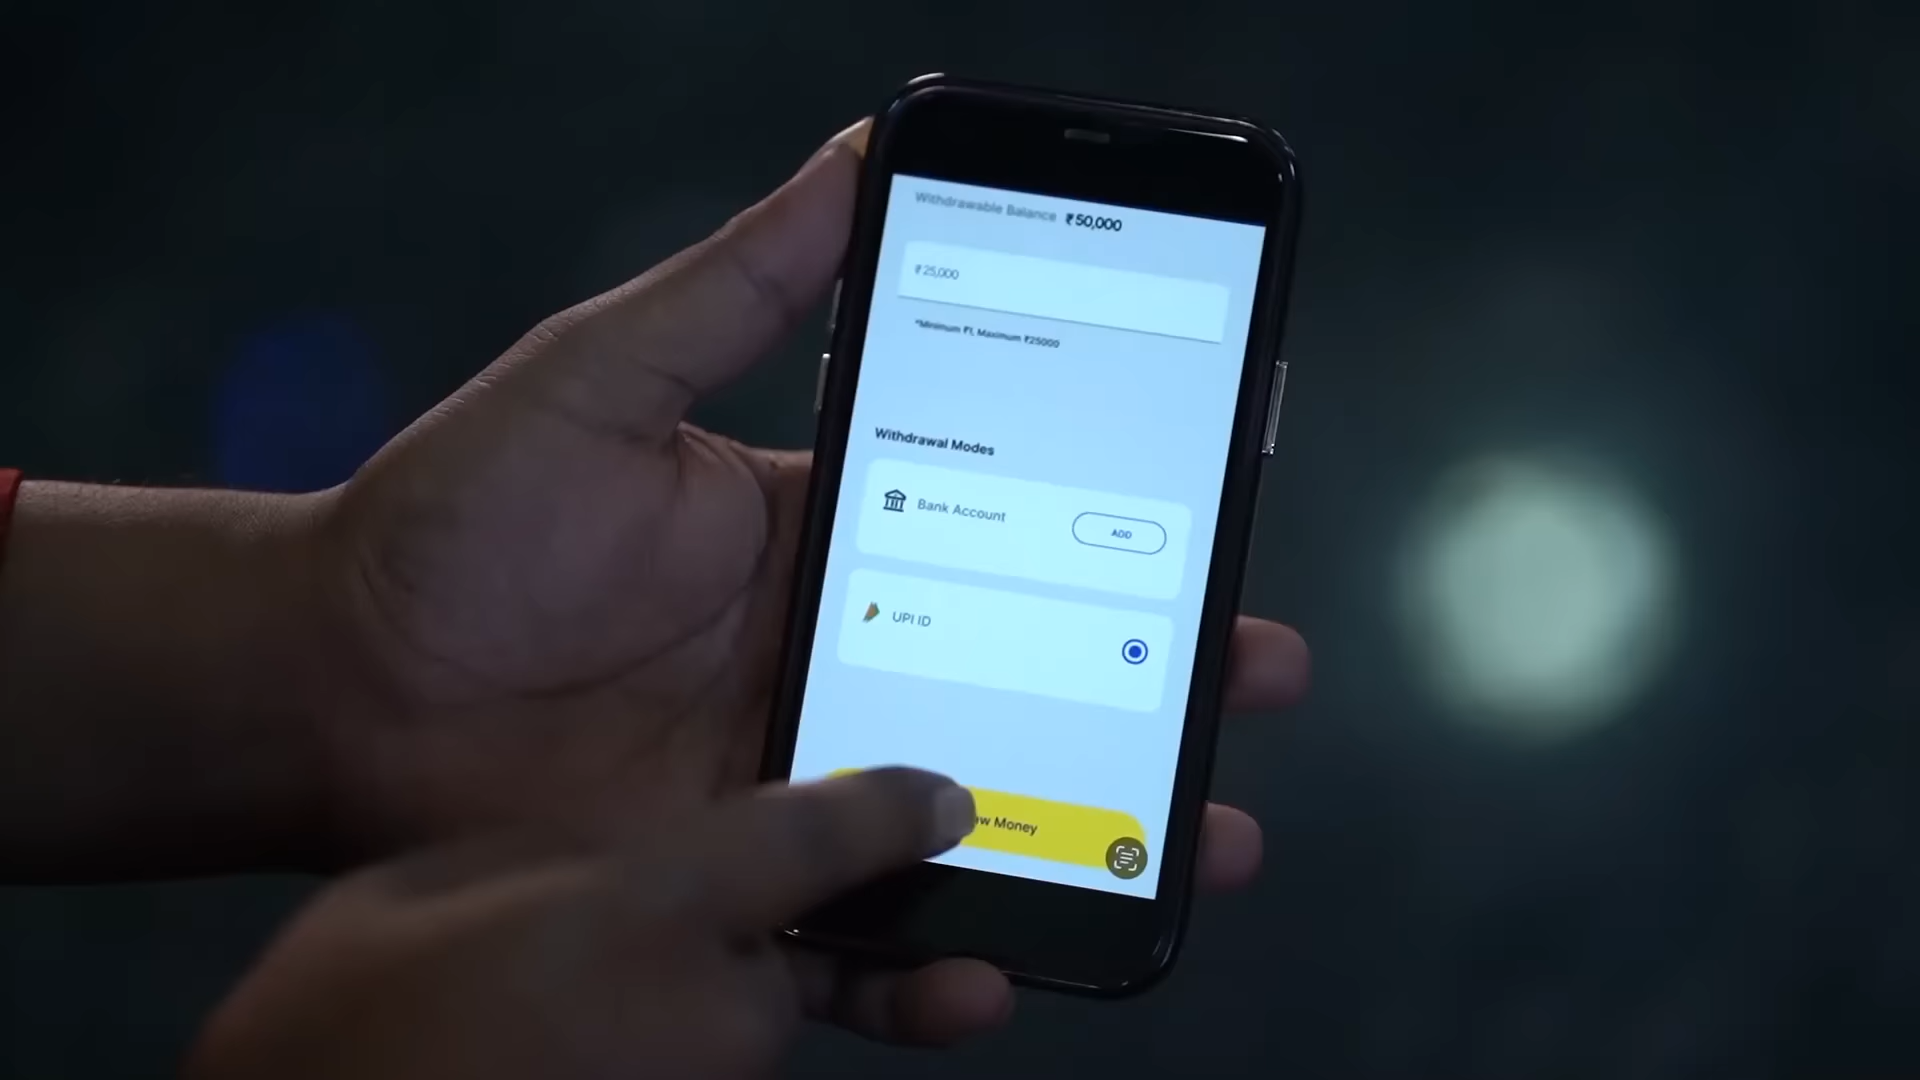 Withdrawable Balance ₹50,000
₹25,000
*Minimum ₹1, Maximum ₹25000
Withdrawal Modes
Bank Account
ADD
UPI ID
Money